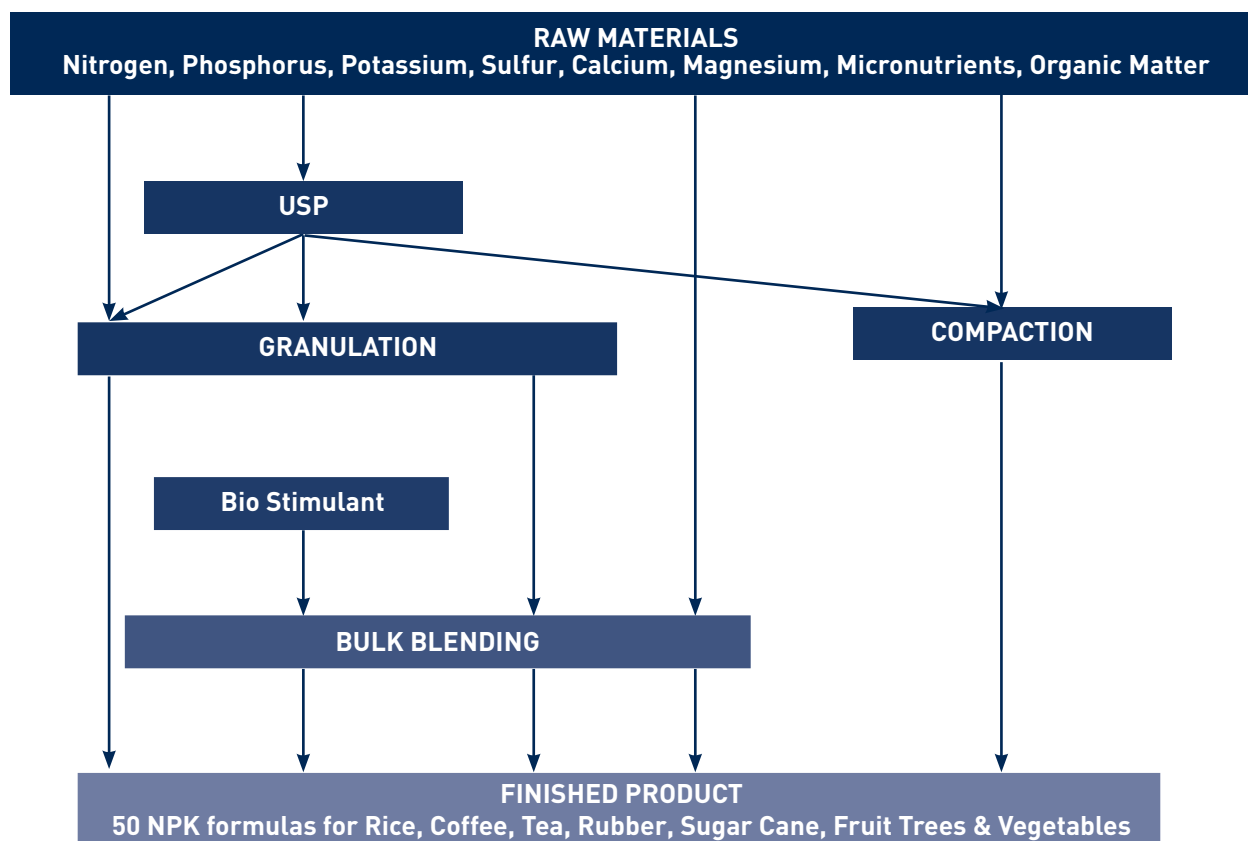 RAW MATERIALS
Nitrogen, Phosphorus, Potassium, Sulfur, Calcium, Magnesium, Micronutrients, Organic Matter
USP
GRANULATION
COMPACTION
Bio Stimulant
BULK BLENDING
FINISHED PRODUCT
50 NPK formulas for Rice, Coffee, Tea, Rubber, Sugar Cane, Fruit Trees & Vegetables